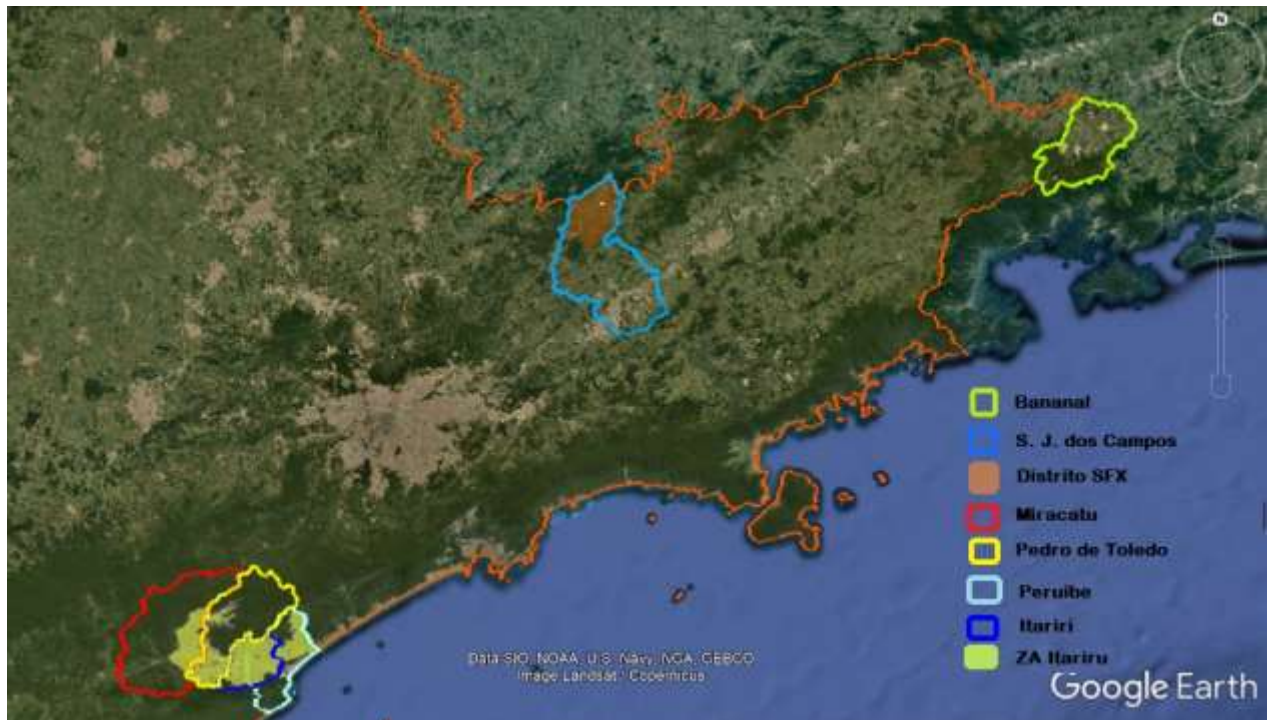 N
Bananal
S. J. dos Campos
Distrito SFX
Miracatu
Pedro de Toledo
Peruíbe
Itariri
ZA Itariru
Data SIO, NOAA, U.S. Navy, NGA, GEBCO
Image Landsat / Copernicus
Google Earth